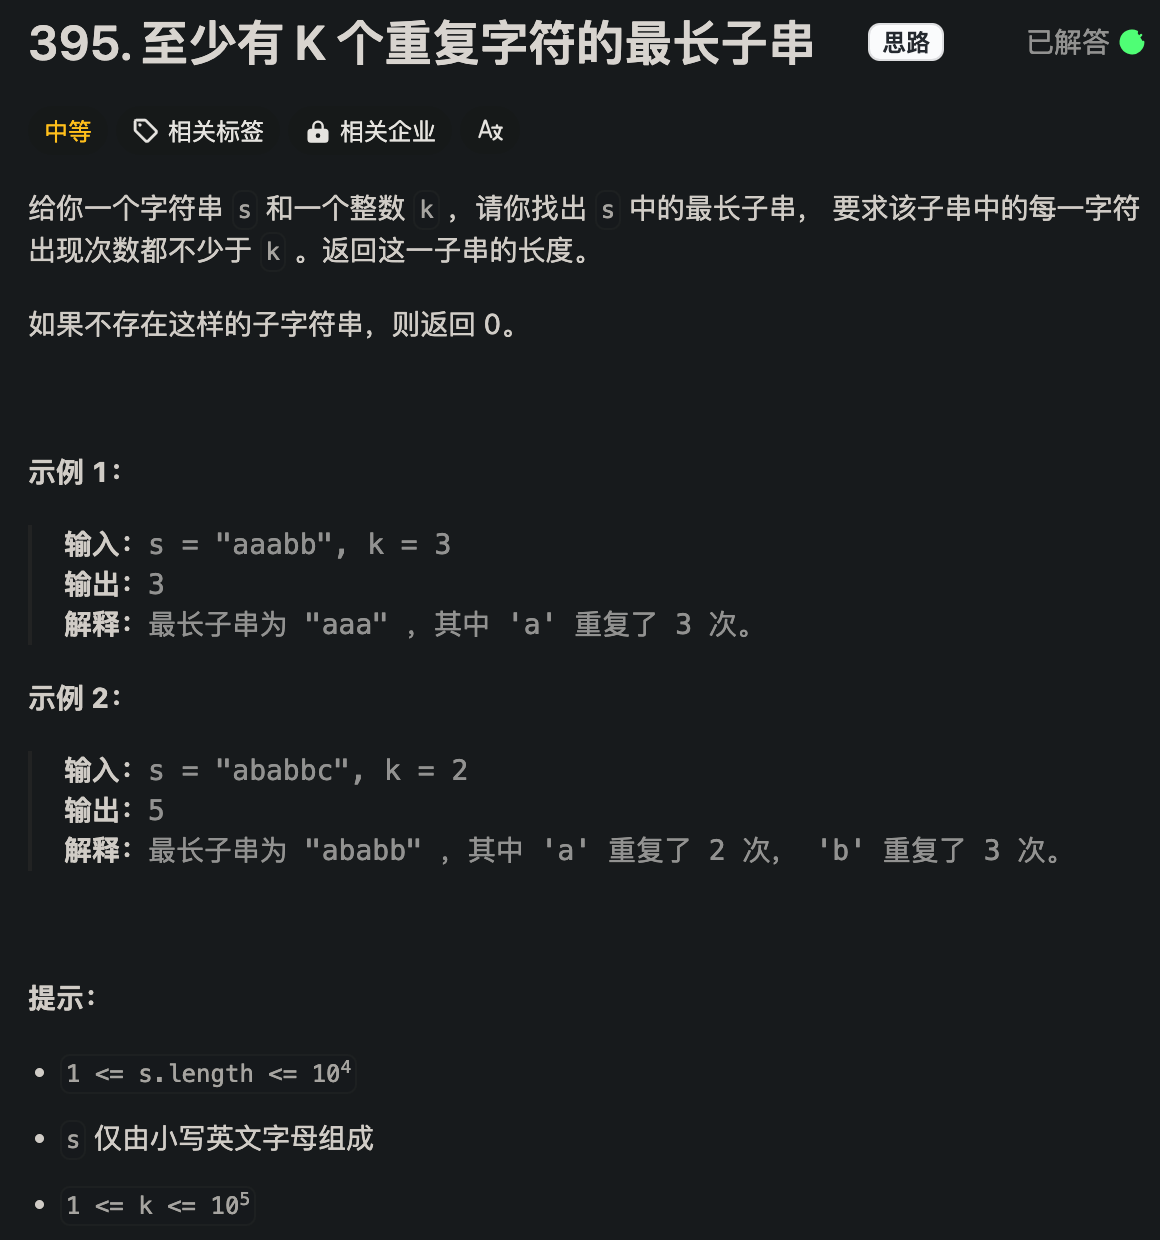 395. 至少有 K 个重复字符的最长子串 思路 已解答
中等 相关标签 相关企业 Aあ
给你一个字符串 s 和一个整数 k ，请你找出 s 中的最长子串， 要求该子串中的每一字符
出现次数都不少于 k 。返回这一子串的长度。
如果不存在这样的子字符串，则返回 0。
示例 1：
输入：s = "aaabb", k = 3
输出：3
解释：最长子串为 "aaa" ，其中 'a' 重复了 3 次。
示例 2：
输入：s = "ababbc", k = 2
输出：5
解释：最长子串为 "ababb" ，其中 'a' 重复了 2 次， 'b' 重复了 3 次。
提示：
• 1 <= s.length <= 10⁴
• s 仅由小写英文字母组成
• 1 <= k <= 10⁵